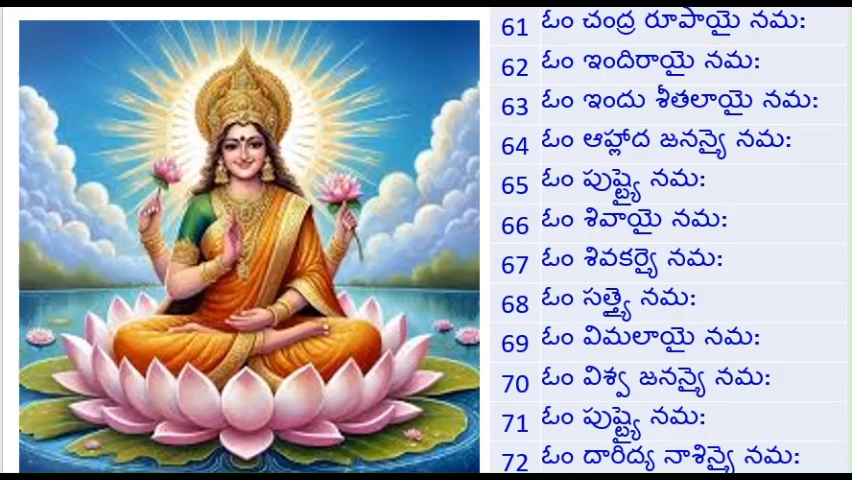 61 ఓం చంద్ర రూపాయై నమ:
62 ఓం ఇందిరాయై నమ:
63 ఓం ఇందు శీతలాయై నమ:
64 ఓం ఆహ్లాద జనన్యై నమ:
65 ఓం పుష్ట్యై నమ:
66 ఓం శివాయై నమ:
67 ఓం శివకర్యై నమ:
68 ఓం సత్త్యై నమ:
69 ఓం విమలాయై నమ:
70 ఓం విశ్వ జనన్యై నమ:
71 ఓం పుష్ట్యై నమ:
72 ఓం దారిద్య నాశిన్యై నమ: